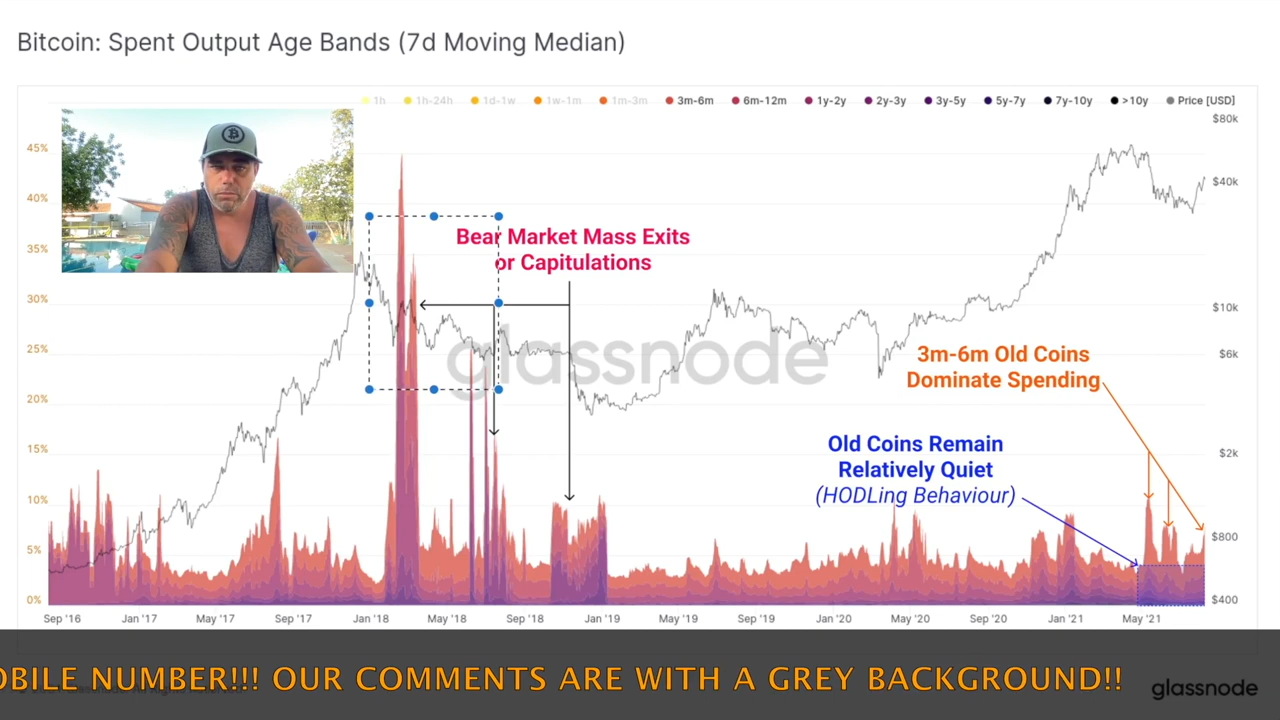 Bitcoin: Spent Output Age Bands (7d Moving Median)
1h 1h-24h 1d-1w 1w-1m 1m-3m 3m-6m 6m-12m 1y-2y 2y-3y 3y-5y 5y-7y 7y-10y >10y Price [USD]
$80k
45%
$40k
40%
Bear Market Mass Exits
or Capitulations
35%
30%
$10k
glassnode
25%
$6k
3m-6m Old Coins
Dominate Spending
20%
15%
$2k
Old Coins Remain
Relatively Quiet
(HODLing Behaviour)
10%
5%
$800
0%
$400
Sep '16 Jan '17 May '17 Sep '17 Jan '18 May '18 Sep '18 Jan '19 May '19 Sep '19 Jan '20 May '20 Sep '20 Jan '21 May '21
OBILE NUMBER!!! OUR COMMENTS ARE WITH A GREY BACKGROUND!!
glassnode